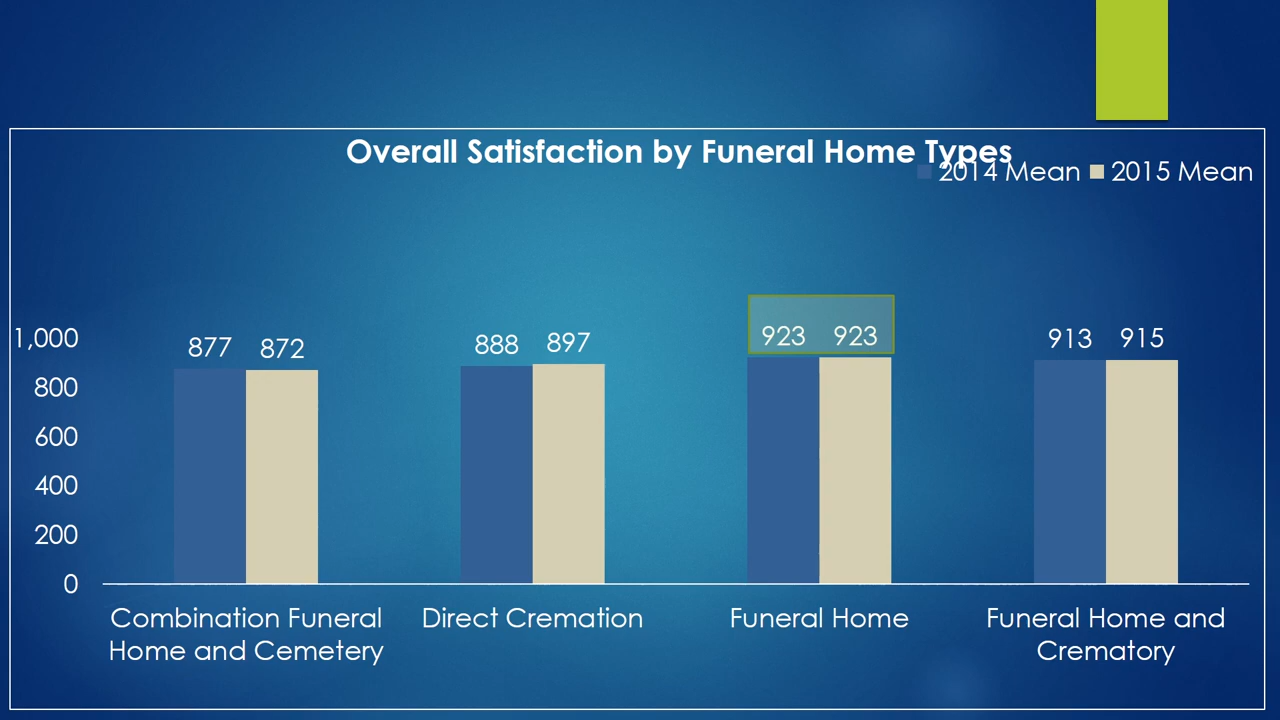 Overall Satisfaction by Funeral Home Types
2014 Mean 2015 Mean
1,000
800
600
400
200
0
877 872
888 897
923 923
913 915
Combination Funeral
Home and Cemetery
Direct Cremation
Funeral Home
Funeral Home and
Crematory